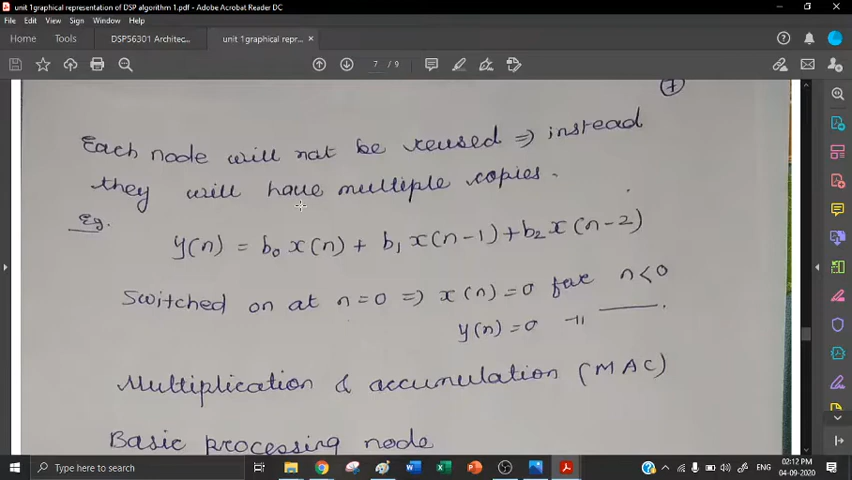 unit 1graphical representation of DSP algorithm 1.pdf - Adobe Acrobat Reader DC
File Edit View Sign Window Help
Home Tools DSP56301 Architec... unit 1graphical repr... ×
7 / 9
7
Each node will not be reused ⇒ instead
they will have multiple copies.
Eg.
y(n) = b₀ x(n) + b₁ x(n-1) + b₂ x(n-2)
Switched on at n=0 ⇒ x(n)=0 for n<0
y(n)=0 -11-
Multiplication & accumulation (MAC)
Basic processing node
Type here to search
ENG
02:12 PM
04-09-2020